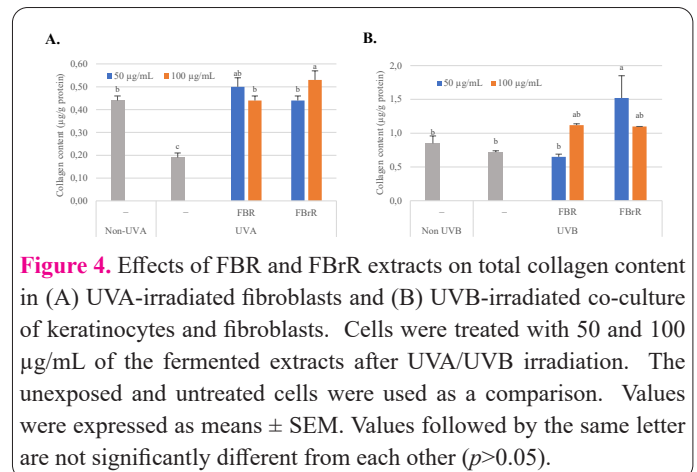 A.
0,60
0,50
0,40
0,30
0,20
0,10
0,00
Collagen content (µg/g protein)
50 µg/mL
100 µg/mL
b
c
ab
b
b
a
–
–
FBR
FBrR
Non-UVA
UVA
B.
2,0
1,5
1,0
0,5
0,0
Collagen content (µg/g protein)
50 µg/mL
100 µg/mL
b
b
b
ab
a
ab
–
–
FBR
FBrR
Non UVB
UVB
Figure 4. Effects of FBR and FBrR extracts on total collagen content
in (A) UVA-irradiated fibroblasts and (B) UVB-irradiated co-culture
of keratinocytes and fibroblasts. Cells were treated with 50 and 100
µg/mL of the fermented extracts after UVA/UVB irradiation. The
unexposed and untreated cells were used as a comparison. Values
were expressed as means ± SEM. Values followed by the same letter
are not significantly different from each other (p>0.05).